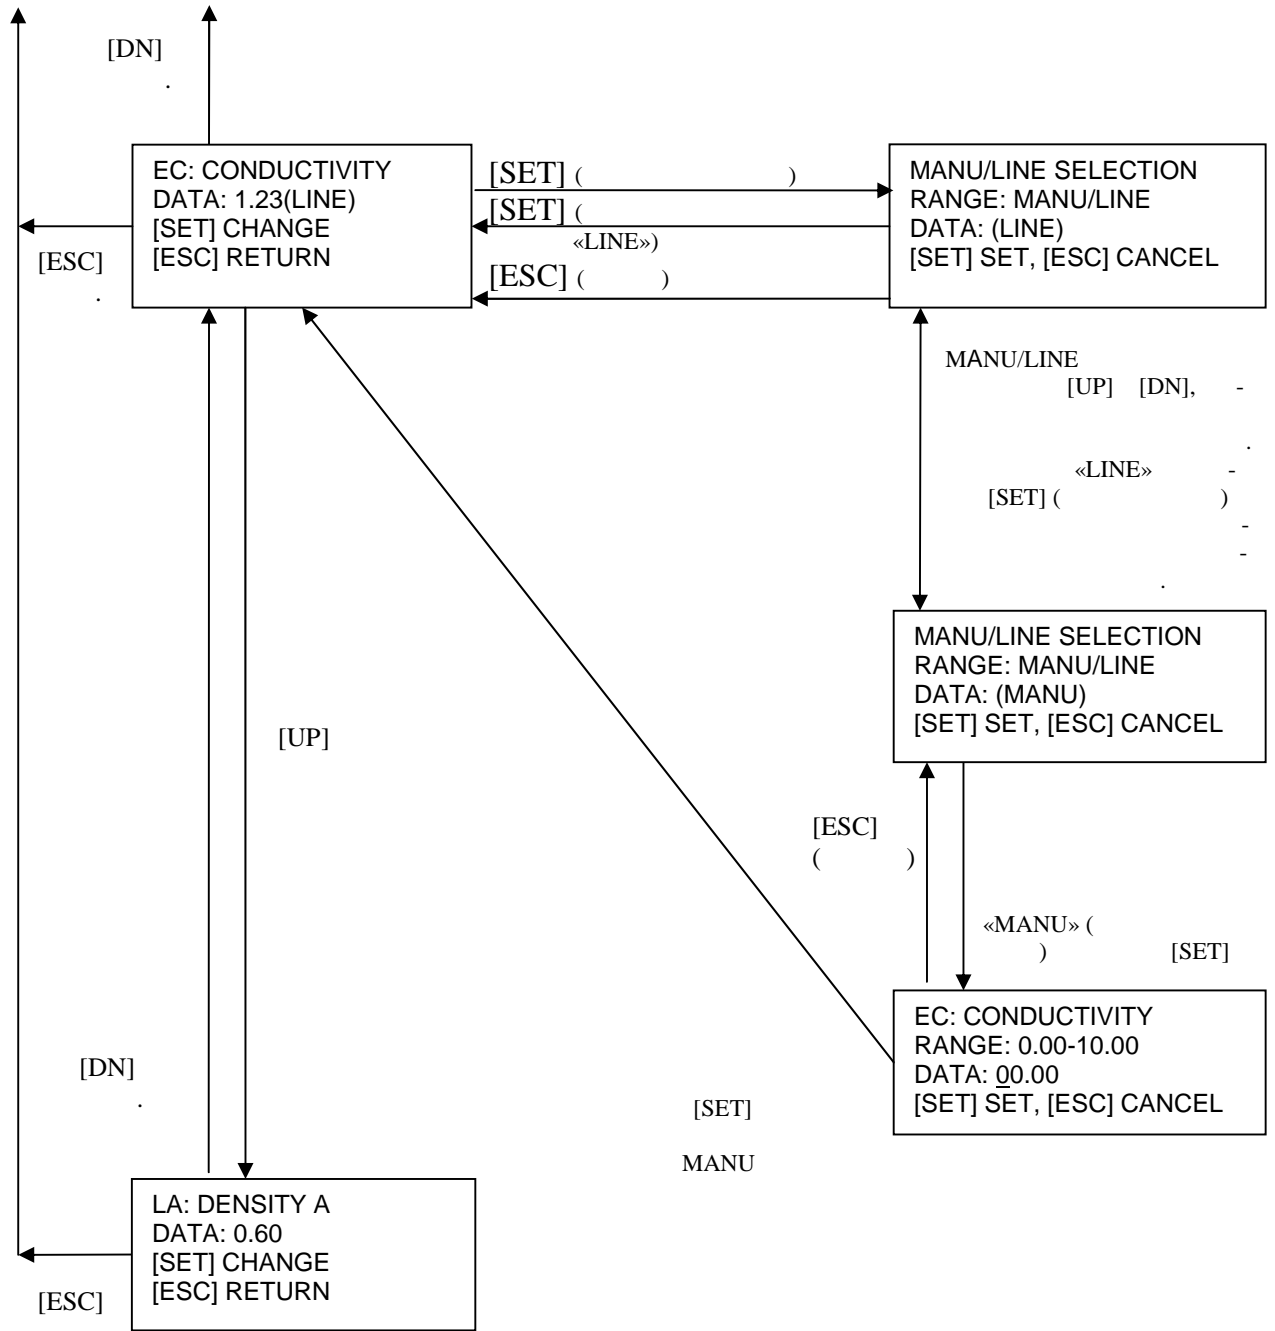 [DN]
.
EC: CONDUCTIVITY
DATA: 1.23(LINE)
[SET] CHANGE
[ESC] RETURN
[SET] ( )
[SET] (
«LINE»)
[ESC] ( )
MANU/LINE SELECTION
RANGE: MANU/LINE
DATA: (LINE)
[SET] SET, [ESC] CANCEL
[ESC]
.
MANU/LINE
[UP] [DN], -
.
«LINE» -
[SET] ( )
-
-
.
MANU/LINE SELECTION
RANGE: MANU/LINE
DATA: (MANU)
[SET] SET, [ESC] CANCEL
[UP]
[ESC]
( )
«MANU» (
) [SET]
EC: CONDUCTIVITY
RANGE: 0.00-10.00
DATA: 00.00
[SET] SET, [ESC] CANCEL
[DN]
.
[SET]
MANU
LA: DENSITY A
DATA: 0.60
[SET] CHANGE
[ESC] RETURN
[ESC]